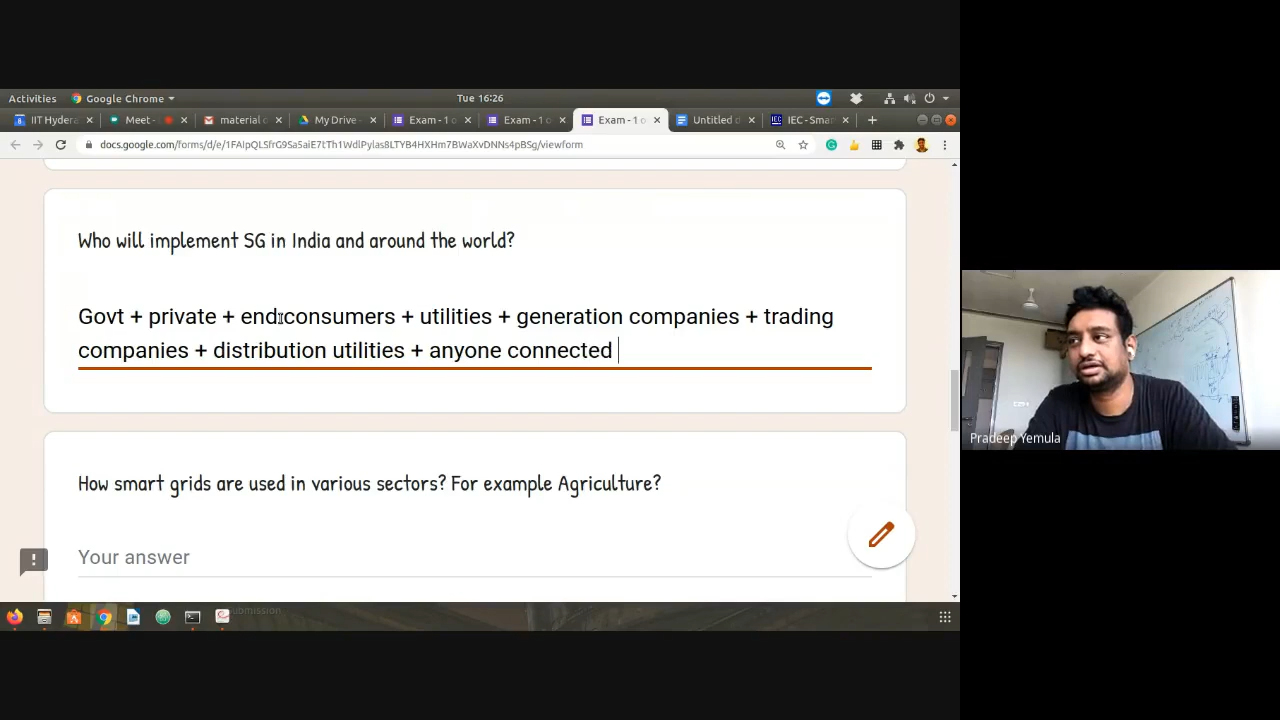 Activities Google Chrome Tue 16:26
IIT Hydera Meet - material o My Drive - Exam - 1 o Exam - 1 o Exam - 1 o Untitled d IEC - Smar
docs.google.com/forms/d/e/1FAIpQLSfrG9Sa5aiE7tTh1WdlPylas8LTYB4HXHm7BWaXvDNNs4pBSg/viewform
Who will implement SG in India and around the world?
Govt + private + end consumers + utilities + generation companies + trading
companies + distribution utilities + anyone connected
Pradeep Yemula
How smart grids are used in various sectors? For example Agriculture?
Your answer